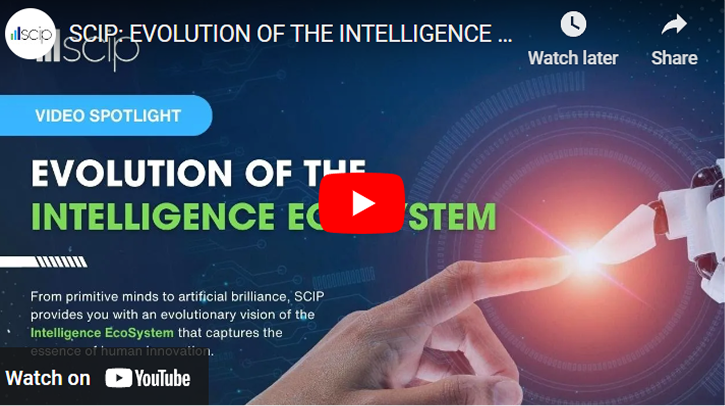 scip
SCIP: EVOLUTION OF THE INTELLIGENCE ...
Watch later
Share
scip
VIDEO SPOTLIGHT
EVOLUTION OF THE
INTELLIGENCE ECOSYSTEM
From primitive minds to artificial brilliance, SCIP
provides you with an evolutionary vision of the
Intelligence EcoSystem that captures the
essence of human innovation.
Watch on YouTube